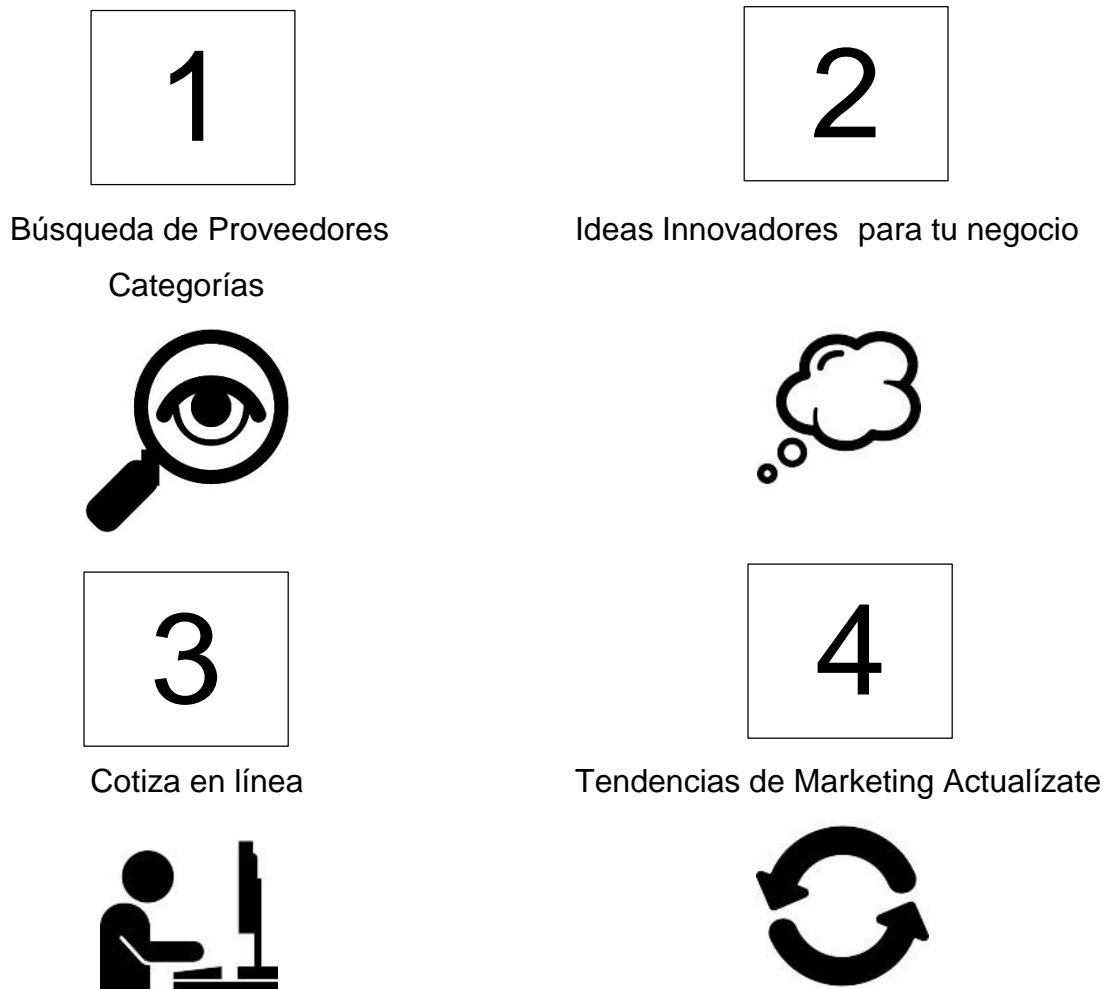 1
Búsqueda de Proveedores
Categorías
2
Ideas Innovadores para tu negocio
3
Cotiza en línea
4
Tendencias de Marketing Actualízate